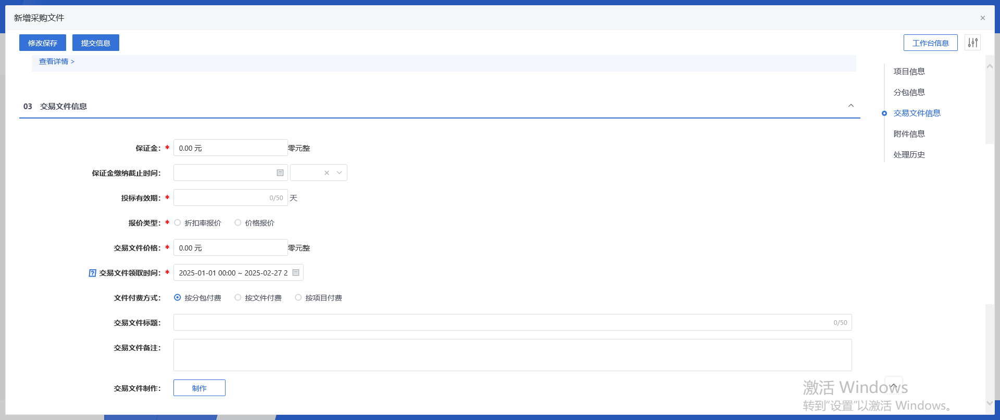 新增采购文件
修改保存 提交信息 工作台信息
查看详情 >
03 交易文件信息
项目信息
分包信息
交易文件信息
附件信息
处理历史
保证金： * 0.00 元 零元整
保证金缴纳截止时间：
投标有效期： * 0/50 天
报价类型： * 折扣率报价 价格报价
交易文件价格： * 0.00 元 零元整
? 交易文件领取时间： * 2025-01-01 00:00 ~ 2025-02-27 2
文件付费方式： 按分包付费 按文件付费 按项目付费
交易文件标题： 0/50
交易文件备注：
交易文件制作： 制作
激活 Windows
转到“设置”以激活 Windows。